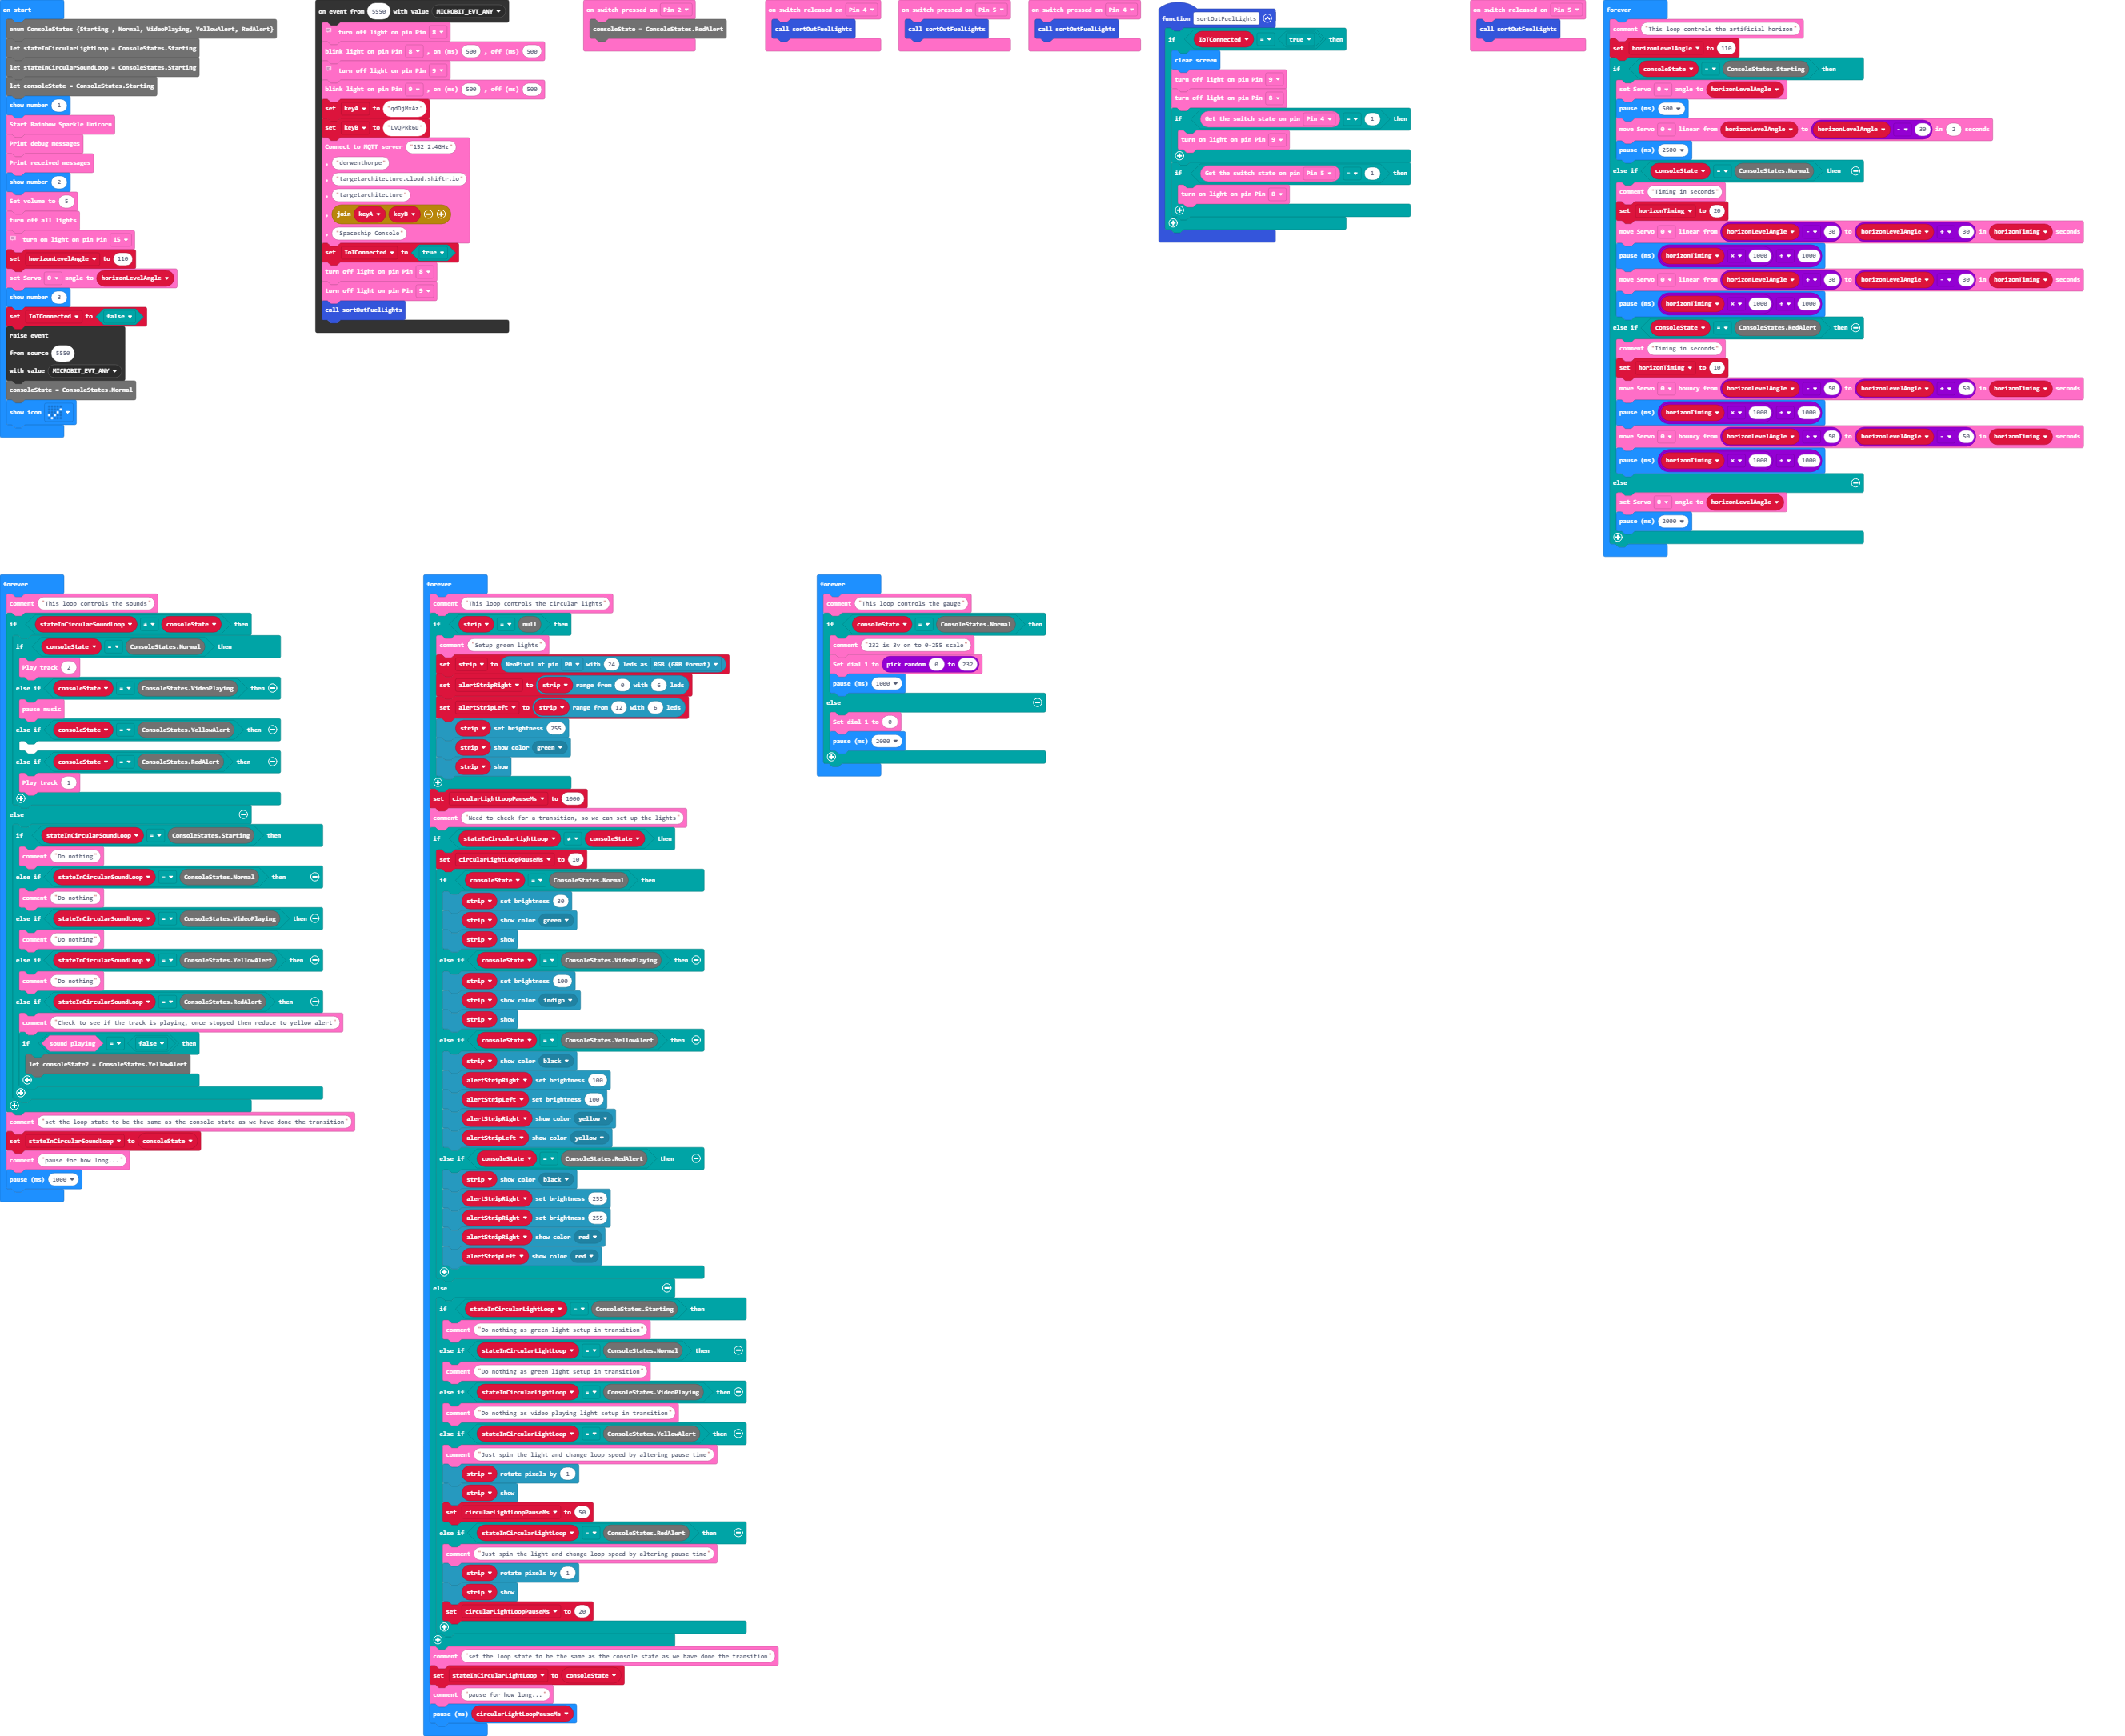 on start
enum ConsoleStates {Starting , Normal, VideoPlaying, YellowAlert, RedAlert}
let stateInCircularLightLoop = ConsoleStates.Starting
let stateInCircularSoundLoop = ConsoleStates.Starting
let consoleState = ConsoleStates.Starting
show number 1
Start Rainbow Sparkle Unicorn
Print debug messages
Print received messages
show number 2
Set volume to 5
turn off all lights
turn on light on pin Pin 15
set horizonLevelAngle to 110
set Servo 0 angle to horizonLevelAngle
show number 3
set IoTConnected to false
raise event
from source 5550
with value MICROBIT_EVT_ANY
consoleState = ConsoleStates.Normal
show icon
on event from 5550 with value MICROBIT_EVT_ANY
turn off light on pin Pin 8
blink light on pin Pin 8 , on (ms) 500 , off (ms) 500
turn off light on pin Pin 9
blink light on pin Pin 9 , on (ms) 500 , off (ms) 500
set keyA to "qdDjMxAz"
set keyB to "LvQPRk6u"
Connect to MQTT server "152 2.4GHz"
, "derwenthorpe"
, "targetarchitecture.cloud.shiftr.io"
, "targetarchitecture"
, join keyA keyB
, "Spaceship Console"
set IoTConnected to true
turn off light on pin Pin 8
turn off light on pin Pin 9
call sortOutFuelLights
on switch pressed on Pin 2
consoleState = ConsoleStates.RedAlert
on switch released on Pin 4
call sortOutFuelLights
on switch pressed on Pin 5
call sortOutFuelLights
on switch pressed on Pin 4
call sortOutFuelLights
function sortOutFuelLights
if IoTConnected = true then
clear screen
turn off light on pin Pin 9
turn off light on pin Pin 8
if Get the switch state on pin Pin 4 = 1 then
turn on light on pin Pin 9
if Get the switch state on pin Pin 5 = 1 then
turn on light on pin Pin 8
on switch released on Pin 5
call sortOutFuelLights
forever
comment "This loop controls the artificial horizon"
set horizonLevelAngle to 110
if consoleState = ConsoleStates.Starting then
set Servo 0 angle to horizonLevelAngle
pause (ms) 500
move Servo 0 linear from horizonLevelAngle to horizonLevelAngle - 30 in 2 seconds
pause (ms) 2500
else if consoleState = ConsoleStates.Normal then
comment "Timing in seconds"
set horizonTiming to 20
move Servo 0 linear from horizonLevelAngle - 30 to horizonLevelAngle + 30 in horizonTiming seconds
pause (ms) horizonTiming × 1000 + 1000
move Servo 0 linear from horizonLevelAngle + 30 to horizonLevelAngle - 30 in horizonTiming seconds
pause (ms) horizonTiming × 1000 + 1000
else if consoleState = ConsoleStates.RedAlert then
comment "Timing in seconds"
set horizonTiming to 10
move Servo 0 bouncy from horizonLevelAngle - 50 to horizonLevelAngle + 50 in horizonTiming seconds
pause (ms) horizonTiming × 1000 + 1000
move Servo 0 bouncy from horizonLevelAngle + 50 to horizonLevelAngle - 50 in horizonTiming seconds
pause (ms) horizonTiming × 1000 + 1000
else
set Servo 0 angle to horizonLevelAngle
pause (ms) 2000
forever
comment "This loop controls the sounds"
if stateInCircularSoundLoop ≠ consoleState then
if consoleState = ConsoleStates.Normal then
Play track 2
else if consoleState = ConsoleStates.VideoPlaying then
pause music
else if consoleState = ConsoleStates.YellowAlert then
else if consoleState = ConsoleStates.RedAlert then
Play track 1
else
if stateInCircularSoundLoop = ConsoleStates.Starting then
comment "Do nothing"
else if stateInCircularSoundLoop = ConsoleStates.Normal then
comment "Do nothing"
else if stateInCircularSoundLoop = ConsoleStates.VideoPlaying then
comment "Do nothing"
else if stateInCircularSoundLoop = ConsoleStates.YellowAlert then
comment "Do nothing"
else if stateInCircularSoundLoop = ConsoleStates.RedAlert then
comment "Check to see if the track is playing, once stopped then reduce to yellow alert"
if sound playing = false then
let consoleState2 = ConsoleStates.YellowAlert
comment "set the loop state to be the same as the console state as we have done the transition"
set stateInCircularSoundLoop to consoleState
comment "pause for how long..."
pause (ms) 1000
forever
comment "This loop controls the circular lights"
if strip = null then
comment "Setup green lights"
set strip to NeoPixel at pin P0 with 24 leds as RGB (GRB format)
set alertStripRight to strip range from 0 with 6 leds
set alertStripLeft to strip range from 12 with 6 leds
strip set brightness 255
strip show color green
strip show
set circularLightLoopPauseMs to 1000
comment "Need to check for a transition, so we can set up the lights"
if stateInCircularLightLoop ≠ consoleState then
set circularLightLoopPauseMs to 10
if consoleState = ConsoleStates.Normal then
strip set brightness 30
strip show color green
strip show
else if consoleState = ConsoleStates.VideoPlaying then
strip set brightness 100
strip show color indigo
strip show
else if consoleState = ConsoleStates.YellowAlert then
strip show color black
alertStripRight set brightness 100
alertStripLeft set brightness 100
alertStripRight show color yellow
alertStripLeft show color yellow
else if consoleState = ConsoleStates.RedAlert then
strip show color black
alertStripRight set brightness 255
alertStripRight set brightness 255
alertStripRight show color red
alertStripLeft show color red
else
if stateInCircularLightLoop = ConsoleStates.Starting then
comment "Do nothing as green light setup in transition"
else if stateInCircularLightLoop = ConsoleStates.Normal then
comment "Do nothing as green light setup in transition"
else if stateInCircularLightLoop = ConsoleStates.VideoPlaying then
comment "Do nothing as video playing light setup in transition"
else if stateInCircularLightLoop = ConsoleStates.YellowAlert then
comment "Just spin the light and change loop speed by altering pause time"
strip rotate pixels by 1
strip show
set circularLightLoopPauseMs to 50
else if stateInCircularLightLoop = ConsoleStates.RedAlert then
comment "Just spin the light and change loop speed by altering pause time"
strip rotate pixels by 1
strip show
set circularLightLoopPauseMs to 20
comment "set the loop state to be the same as the console state as we have done the transition"
set stateInCircularLightLoop to consoleState
comment "pause for how long..."
pause (ms) circularLightLoopPauseMs
forever
comment "This loop controls the gauge"
if consoleState = ConsoleStates.Normal then
comment "232 is 3v on to 0-255 scale"
Set dial 1 to pick random 0 to 232
pause (ms) 1000
else
Set dial 1 to 0
pause (ms) 2000